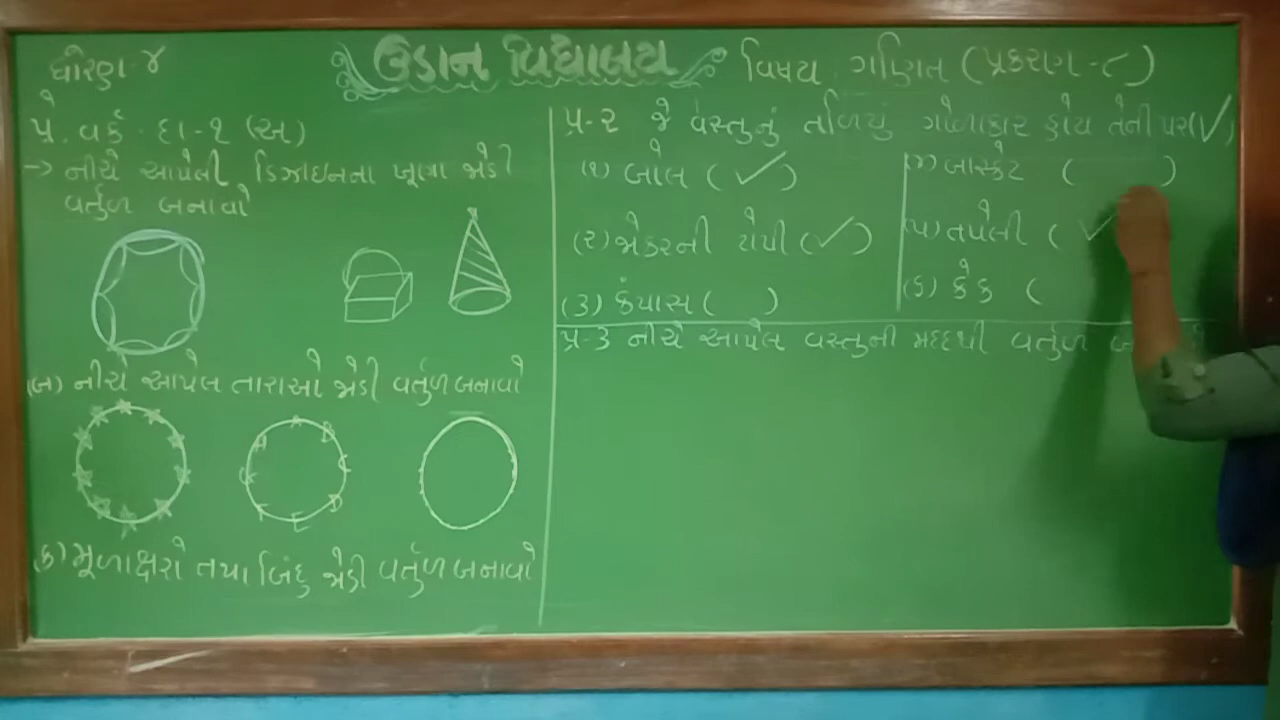 ધોરણ-૪
ઉડાન વિદ્યાલય
વિષય ગણિત (પ્રકરણ-૮)
પ્રે. વર્ક - દા-૧ (અ)
→ નીચે આપેલી ડિઝાઇનના ખૂણા જોડી
વર્તુળ બનાવો
(બ) નીચે આપેલ તારાઓ જોડી વર્તુળ બનાવો
A B C D E F G
(ક) મૂળાક્ષરો તથા બિંદુ જોડી વર્તુળ બનાવો
પ્ર-૨ જે વસ્તુનું તળિયું ગોળાકાર હોય તેની પર (✓)
(૧) બોલ (✓)
(૨) જોકરની ટોપી (✓)
(૩) કંપાસ ( )
(૪) બાસ્કેટ ( )
(૫) તપેલી ( ✓
(૬) કેક (
પ્ર-૩ નીચે આપેલ વસ્તુની મદદથી વર્તુળ